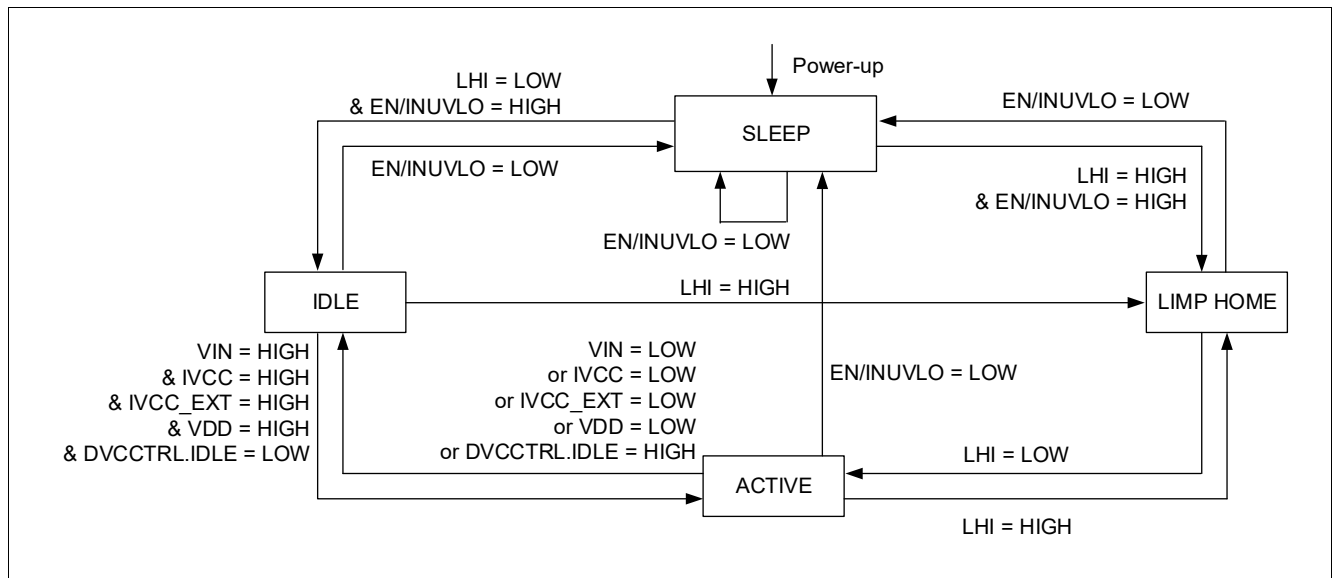 Power-up
LHI = LOW
& EN/INUVLO = HIGH
EN/INUVLO = LOW
SLEEP
EN/INUVLO = LOW
LHI = HIGH
& EN/INUVLO = HIGH
EN/INUVLO = LOW
IDLE
LHI = HIGH
LIMP HOME
VIN = HIGH
& IVCC = HIGH
& IVCC_EXT = HIGH
& VDD = HIGH
& DVCCTRL.IDLE = LOW
VIN = LOW
or IVCC = LOW
or IVCC_EXT = LOW
or VDD = LOW
or DVCCTRL.IDLE = HIGH
EN/INUVLO = LOW
ACTIVE
LHI = LOW
LHI = HIGH